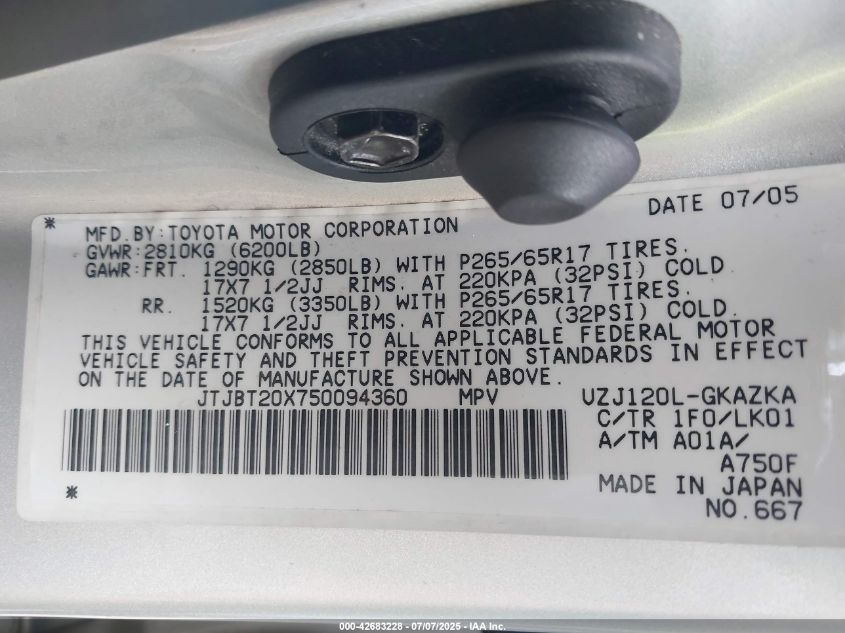 DATE 07/05
MFD.BY:TOYOTA MOTOR CORPORATION
GVWR:2810KG (6200LB)
GAWR:FRT. 1290KG (2850LB) WITH P265/65R17 TIRES.
17X7 1/2JJ RIMS. AT 220KPA (32PSI) COLD.
RR. 1520KG (3350LB) WITH P265/65R17 TIRES.
17X7 1/2JJ RIMS. AT 220KPA (32PSI) COLD.
THIS VEHICLE CONFORMS TO ALL APPLICABLE FEDERAL MOTOR
VEHICLE SAFETY AND THEFT PREVENTION STANDARDS IN EFFECT
ON THE DATE OF MANUFACTURE SHOWN ABOVE.
JTJBT20X750094360 MPV UZJ120L-GKAZKA
C/TR 1F0/LK01
A/TM A01A/
A750F
MADE IN JAPAN
NO.667
000-42683228 - 07/07/2025 - IAA Inc.